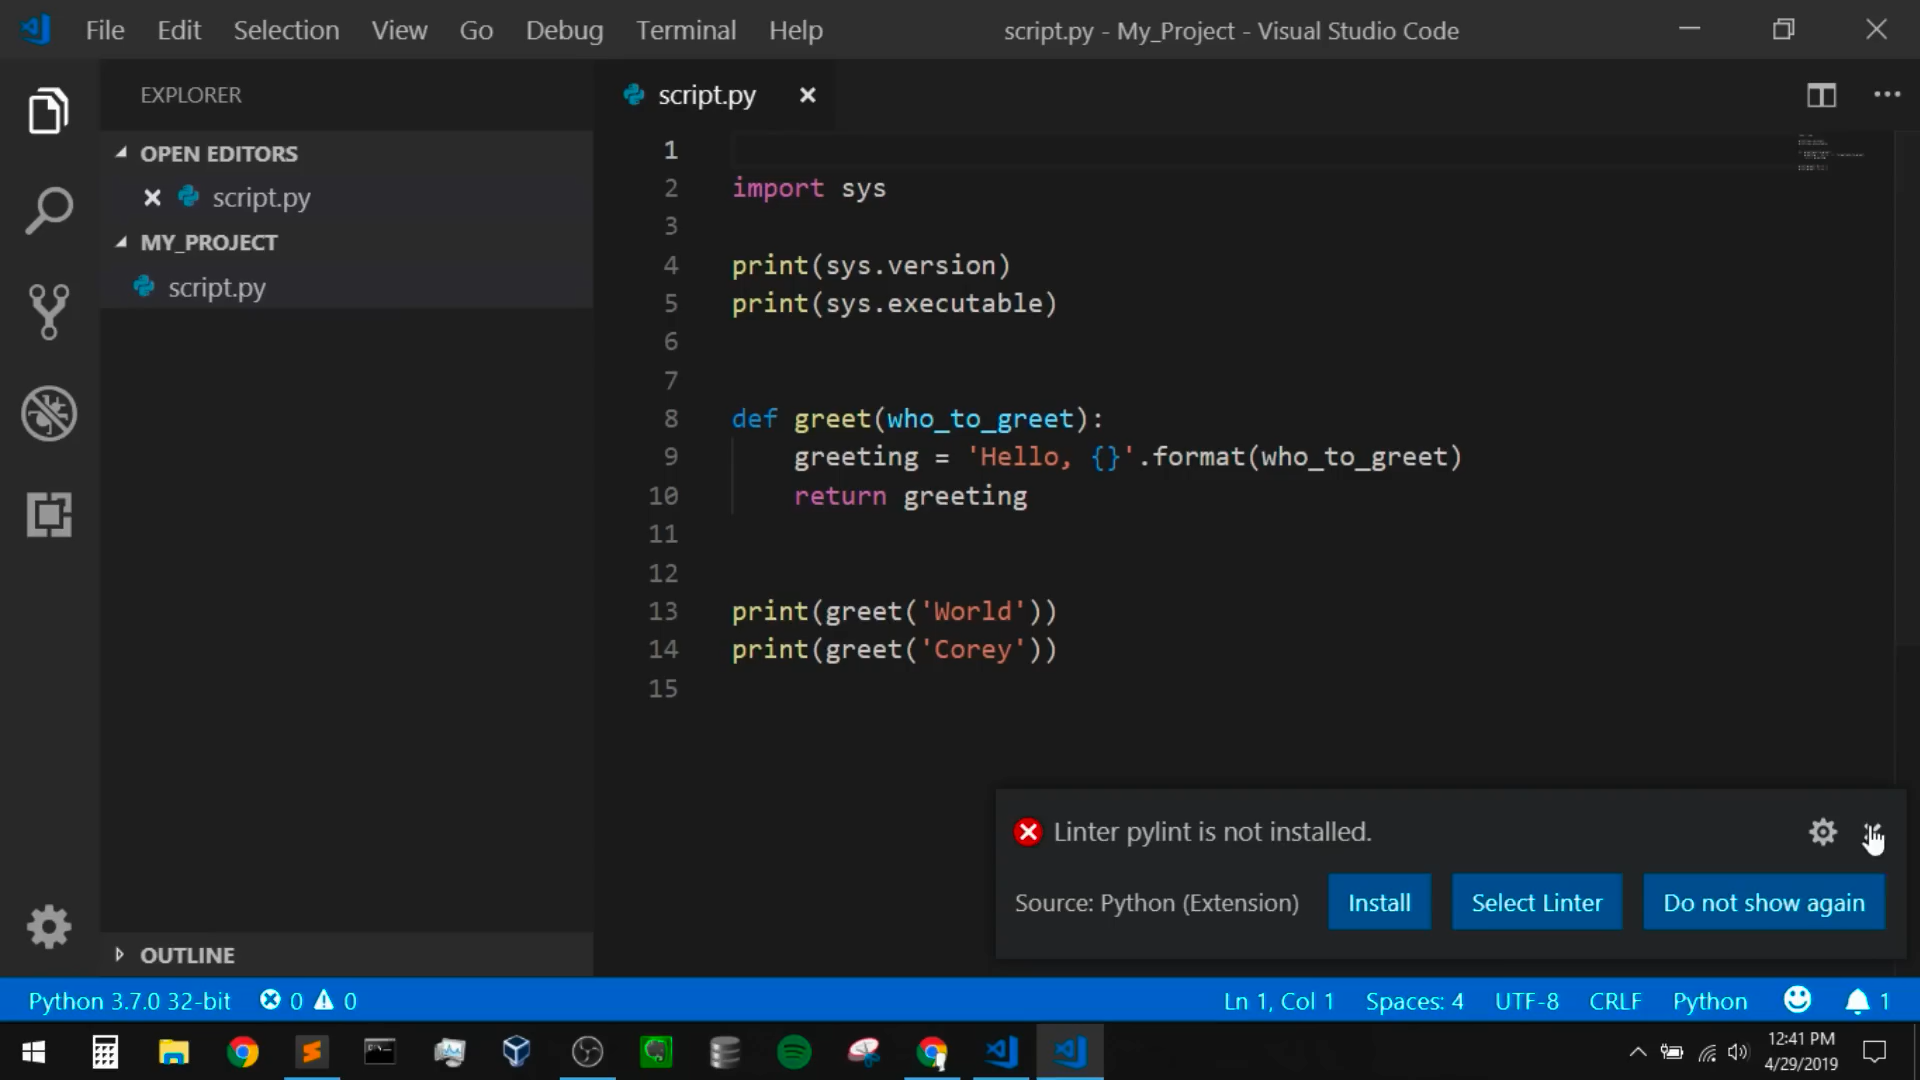 File Edit Selection View Go Debug Terminal Help
script.py - My_Project - Visual Studio Code
EXPLORER
OPEN EDITORS
script.py
MY_PROJECT
script.py
OUTLINE
script.py
1
2 import sys
3
4 print(sys.version)
5 print(sys.executable)
6
7
8 def greet(who_to_greet):
9 greeting = 'Hello, {}'.format(who_to_greet)
10 return greeting
11
12
13 print(greet('World'))
14 print(greet('Corey'))
15
Linter pylint is not installed.
Source: Python (Extension) Install Select Linter Do not show again
Python 3.7.0 32-bit 0 0 Ln 1, Col 1 Spaces: 4 UTF-8 CRLF Python 1
12:41 PM
4/29/2019